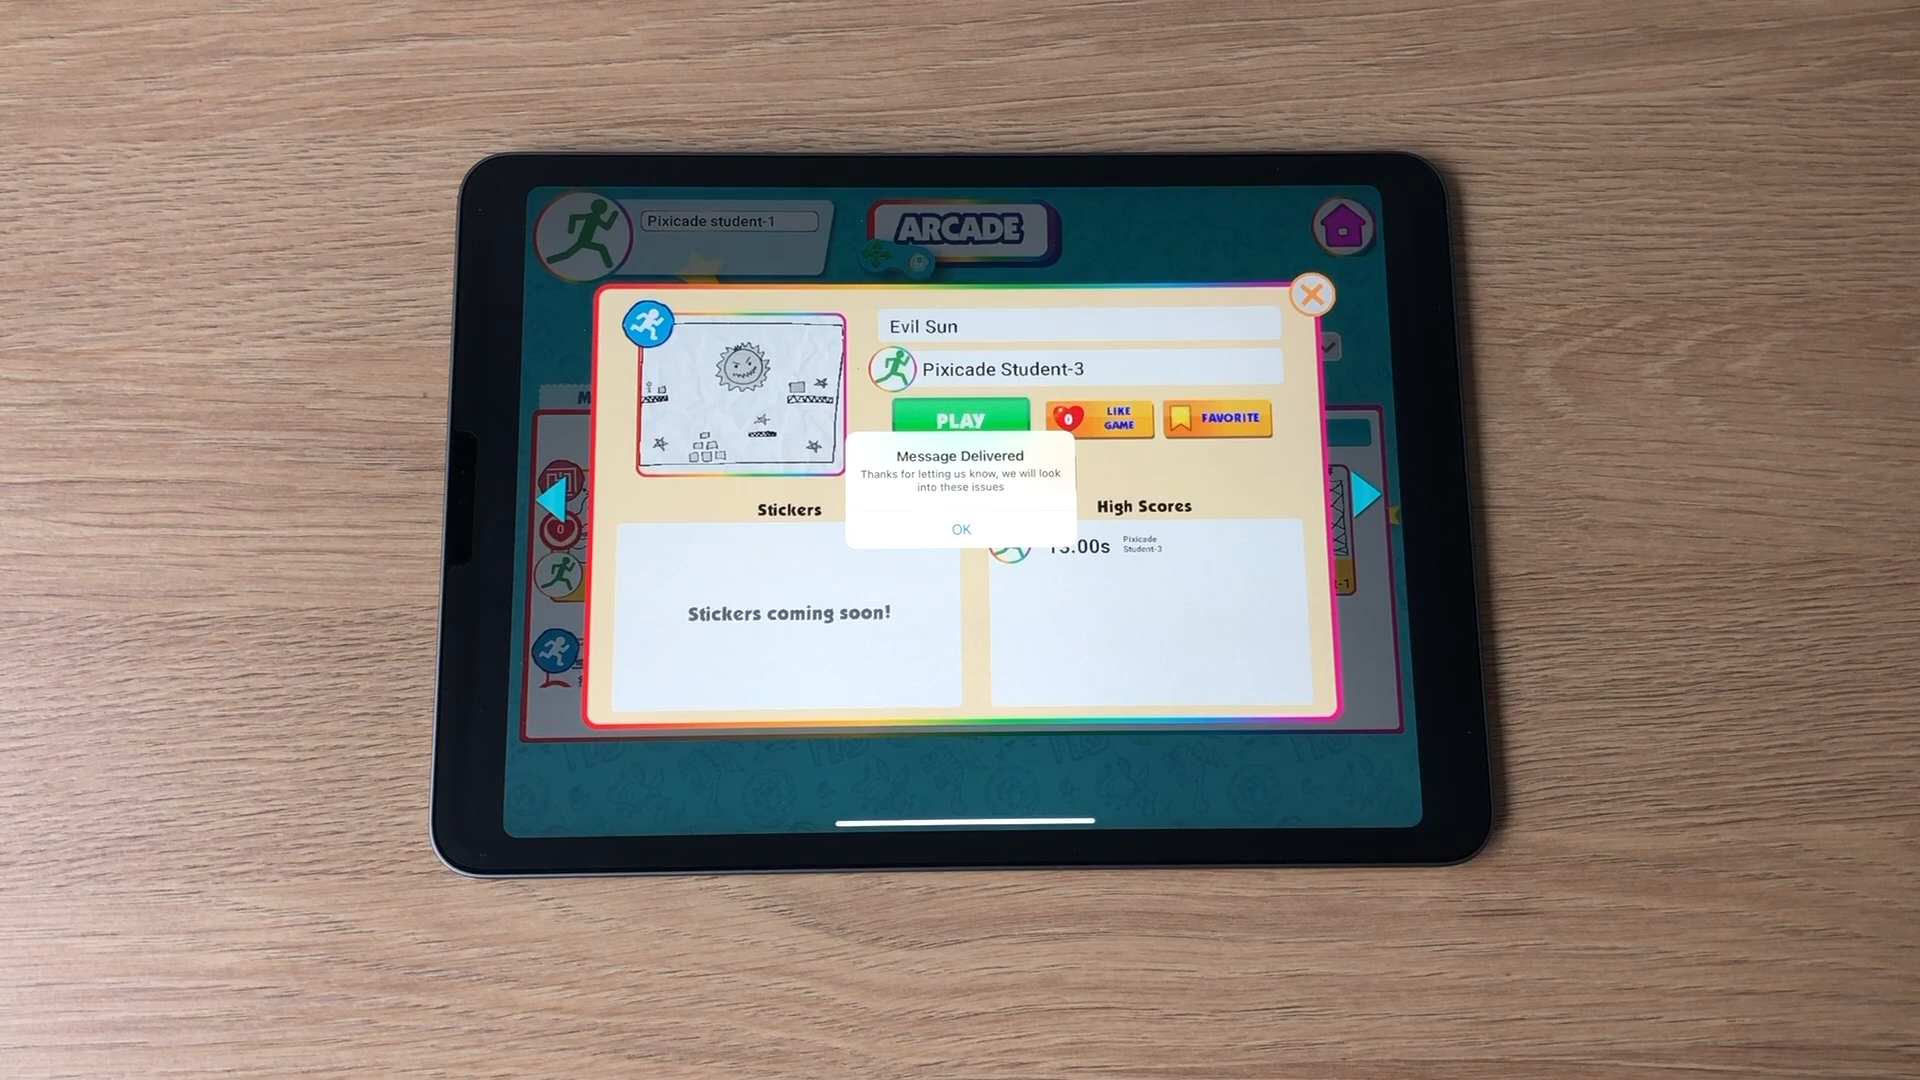 Pixicade student-1
ARCADE
Evil Sun
Pixicade Student-3
PLAY
0
LIKE
GAME
FAVORITE
Message Delivered
Thanks for letting us know, we will look
into these issues
OK
Stickers
High Scores
0
Pixicade
Student-3
Stickers coming soon!